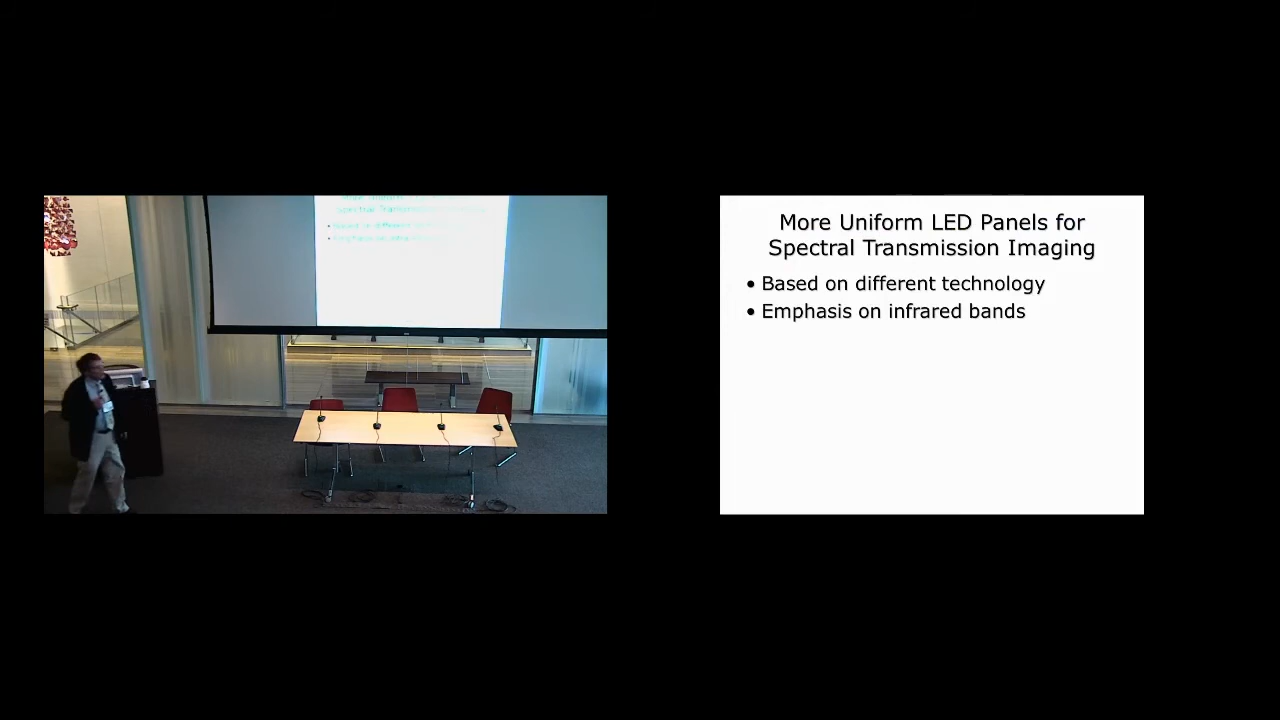 More Uniform LED Panels for
Spectral Transmission Imaging
• Based on different technology
• Emphasis on infrared bands